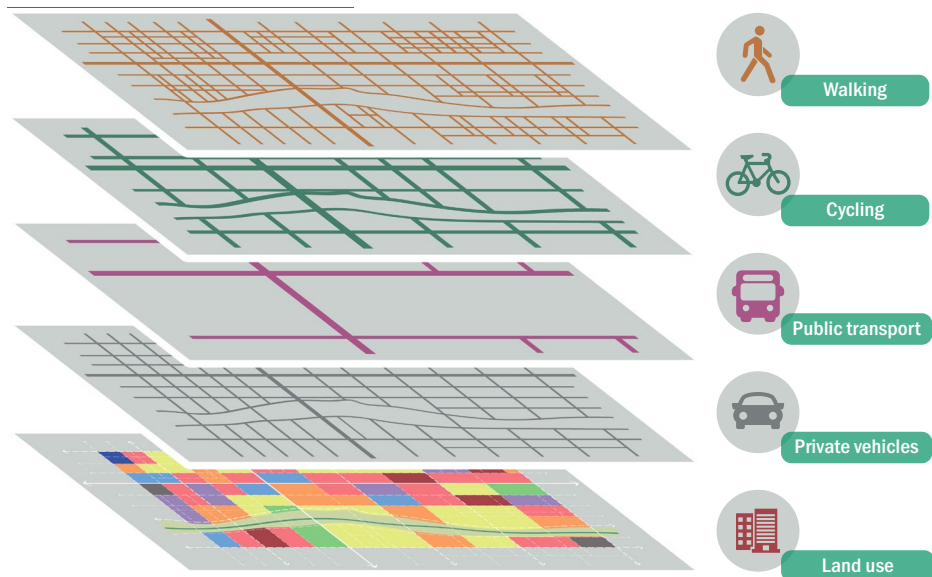 Walking
Cycling
Public transport
Private vehicles
Land use